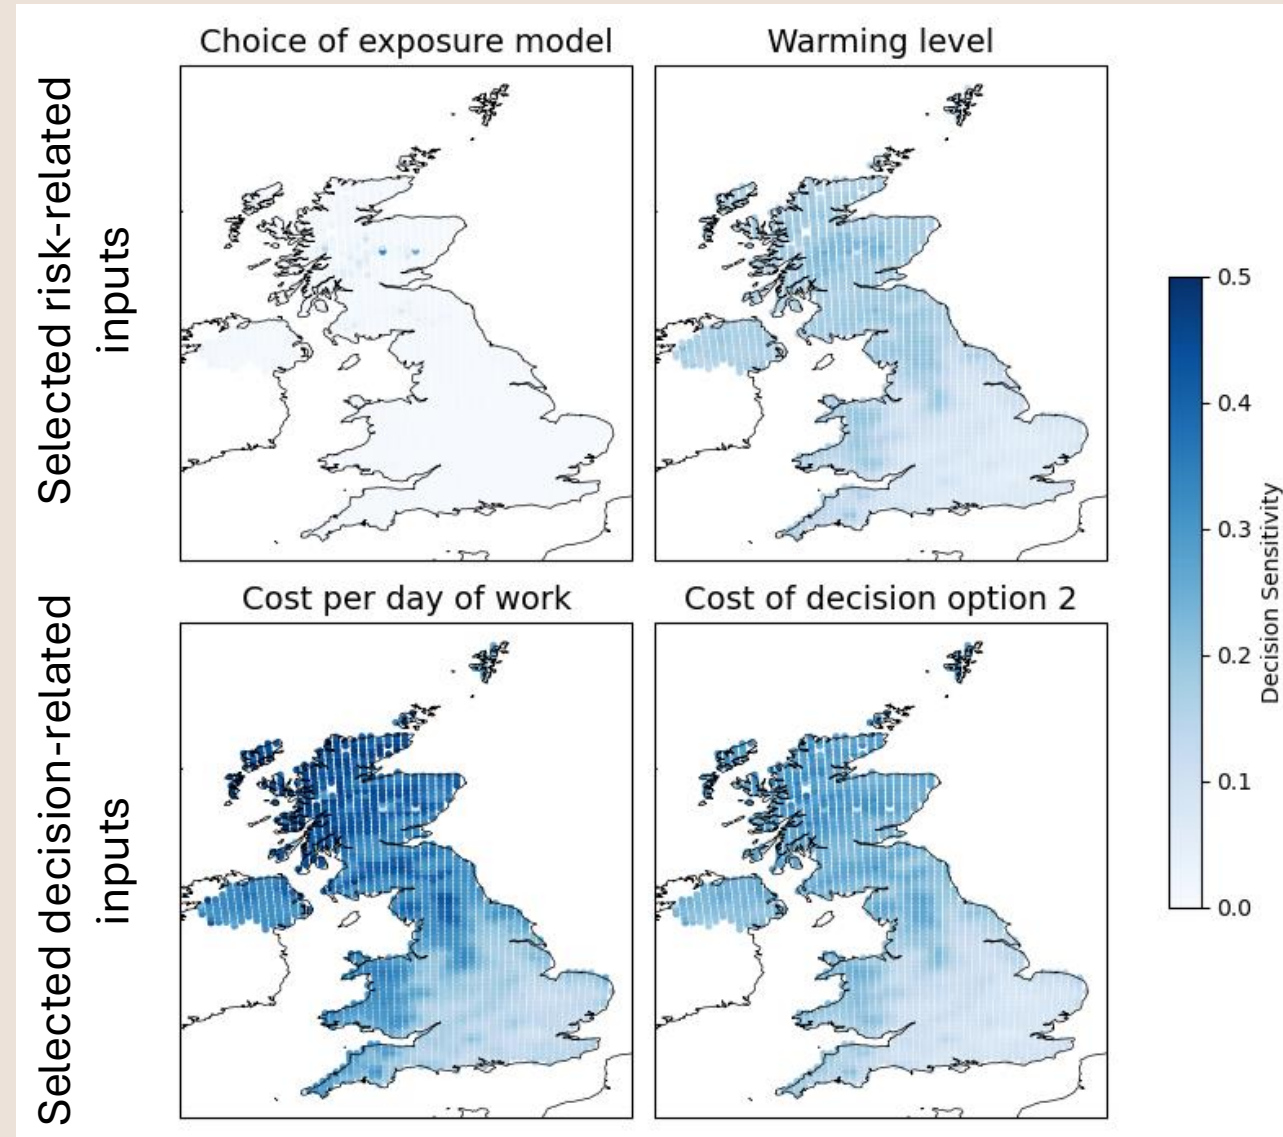 Choice of exposure model
Warming level
Selected risk-related
inputs
Cost per day of work
Cost of decision option 2
Selected decision-related
inputs
0.5
0.4
0.3
0.2
0.1
0.0
Decision Sensitivity